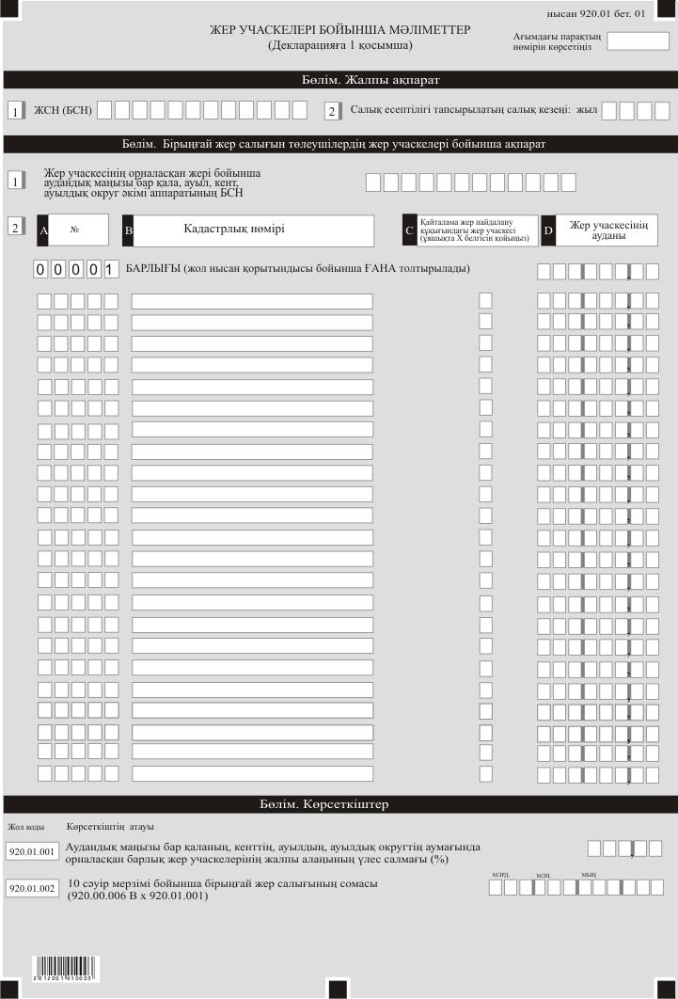 нысан 920.01 бет. 01
ЖЕР УЧАСКЕЛЕРІ БОЙЫНША МӘЛІМЕТТЕР
(Декларацияға 1 қосымша)
Ағымдағы парақтың
нөмірін көрсетіңіз
Бөлім. Жалпы ақпарат
1 ЖСН (БСН) 2 Салық есептілігі тапсырылатың салық кезеңі: жыл
Бөлім. Бірыңғай жер салығын төлеушілердің жер учаскелері бойынша ақпарат
1 Жер учаскесінің орналасқан жері бойынша
аудандық маңызы бар қала, ауыл, кент,
ауылдық округ әкімі аппаратының БСН
2 A № B Кадастрлық нөмірі C Қайталама жер пайдалану
құқығындағы жер учаскесі
(ұяшықта X белгісін қойыңыз)
D Жер учаскесінің
ауданы
0 0 0 0 1 БАРЛЫҒЫ (жол нысан қорытындысы бойынша ҒАНА толтырылады)
Бөлім. Көрсеткіштер
Жол коды Көрсеткіштің атауы
920.01.001 Аудандық маңызы бар қаланың, кенттің, ауылдың, ауылдық округтің аумағында
орналасқан барлық жер учаскелерінің жалпы алаңының үлес салмағы (%)
920.01.002 10 сәуір мерзімі бойынша бірыңғай жер салығының сомасы
(920.00.006 В х 920.01.001)
МЛРД. МЛН. МЫҢ
2212001010003